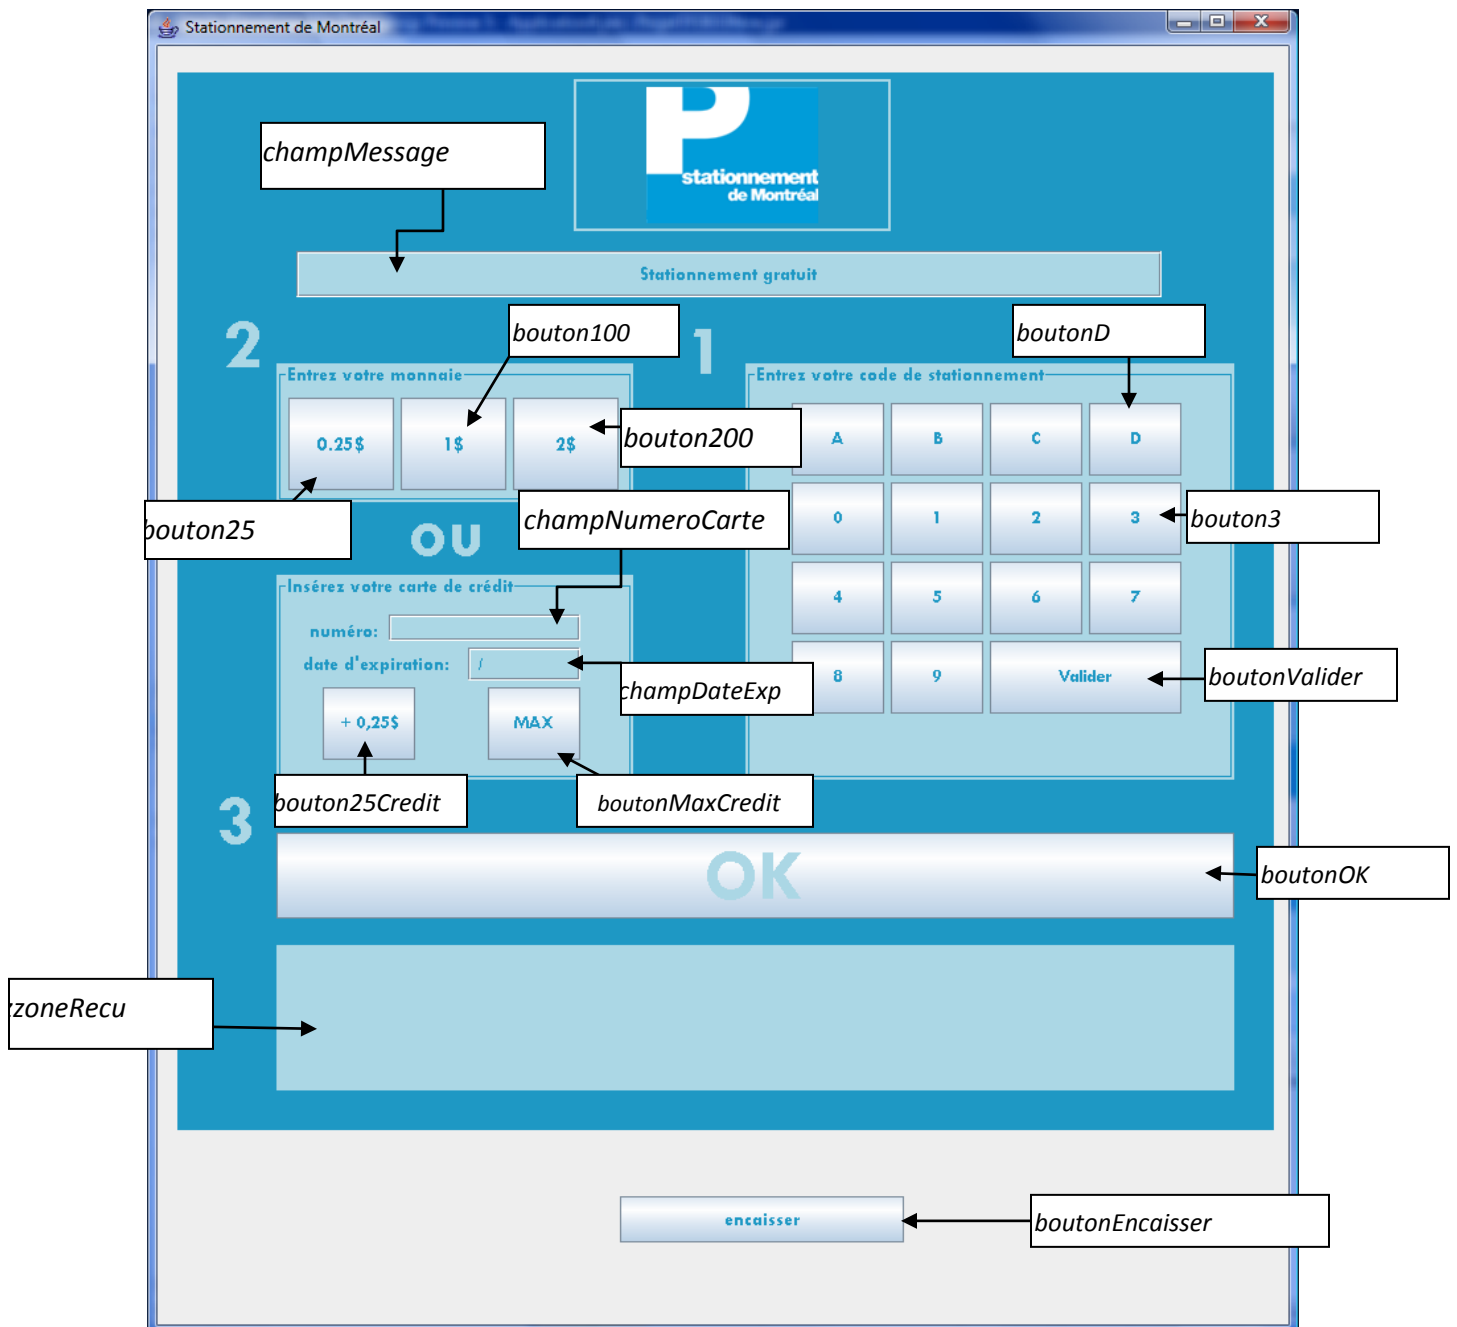 Stationnement de Montréal
champMessage
stationnement
de Montréal
Stationnement gratuit
2
bouton100
1
boutonD
Entrez votre monnaie
Entrez votre code de stationnement
0.25$ 1$ 2$
bouton200
A B C D
bouton25
OU
champNumeroCarte
0 1 2 3
bouton3
Insérez votre carte de crédit
numéro:
4 5 6 7
date d'expiration: /
champDateExp
8 9 Valider
boutonValider
+ 0,25$ MAX
bouton25Credit
boutonMaxCredit
3
OK
boutonOK
zzoneRecu
encaisser
boutonEncaisser